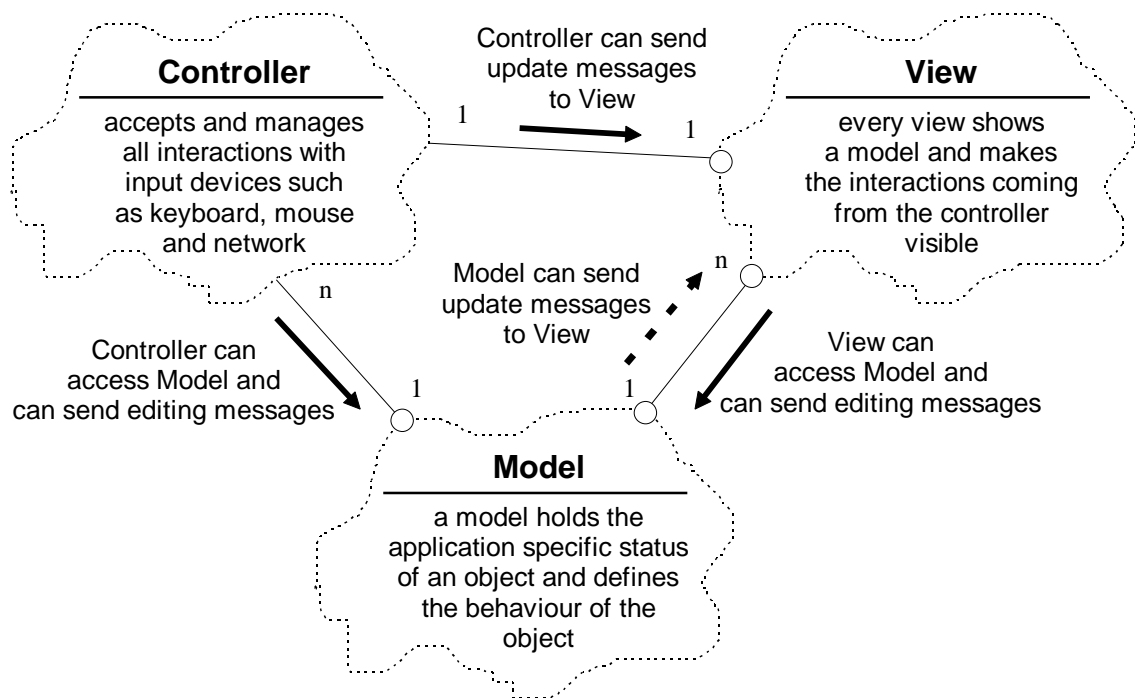 Controller
accepts and manages
all interactions with
input devices such
as keyboard, mouse
and network
Controller can send
update messages
to View
1
1
View
every view shows
a model and makes
the interactions coming
from the controller
visible
n
Controller can
access Model and
can send editing messages
1
Model can send
update messages
to View
n
1
View can
access Model and
can send editing messages
Model
a model holds the
application specific status
of an object and defines
the behaviour of the
object